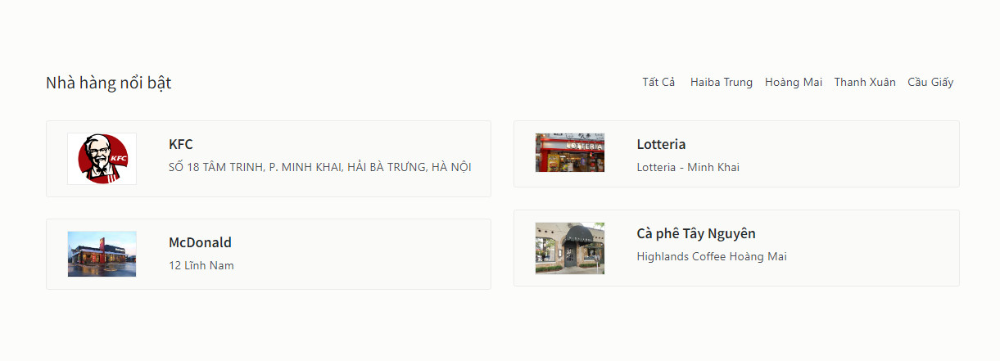 Nhà hàng nổi bật
Tất Cả Haiba Trung Hoàng Mai Thanh Xuân Cầu Giấy
KFC
KFC
SỐ 18 TÂM TRINH, P. MINH KHAI, HẢI BÀ TRƯNG, HÀ NỘI
LOTTERIA
Lotteria
Lotteria - Minh Khai
McDonald
12 Lĩnh Nam
Cà phê Tây Nguyên
Highlands Coffee Hoàng Mai